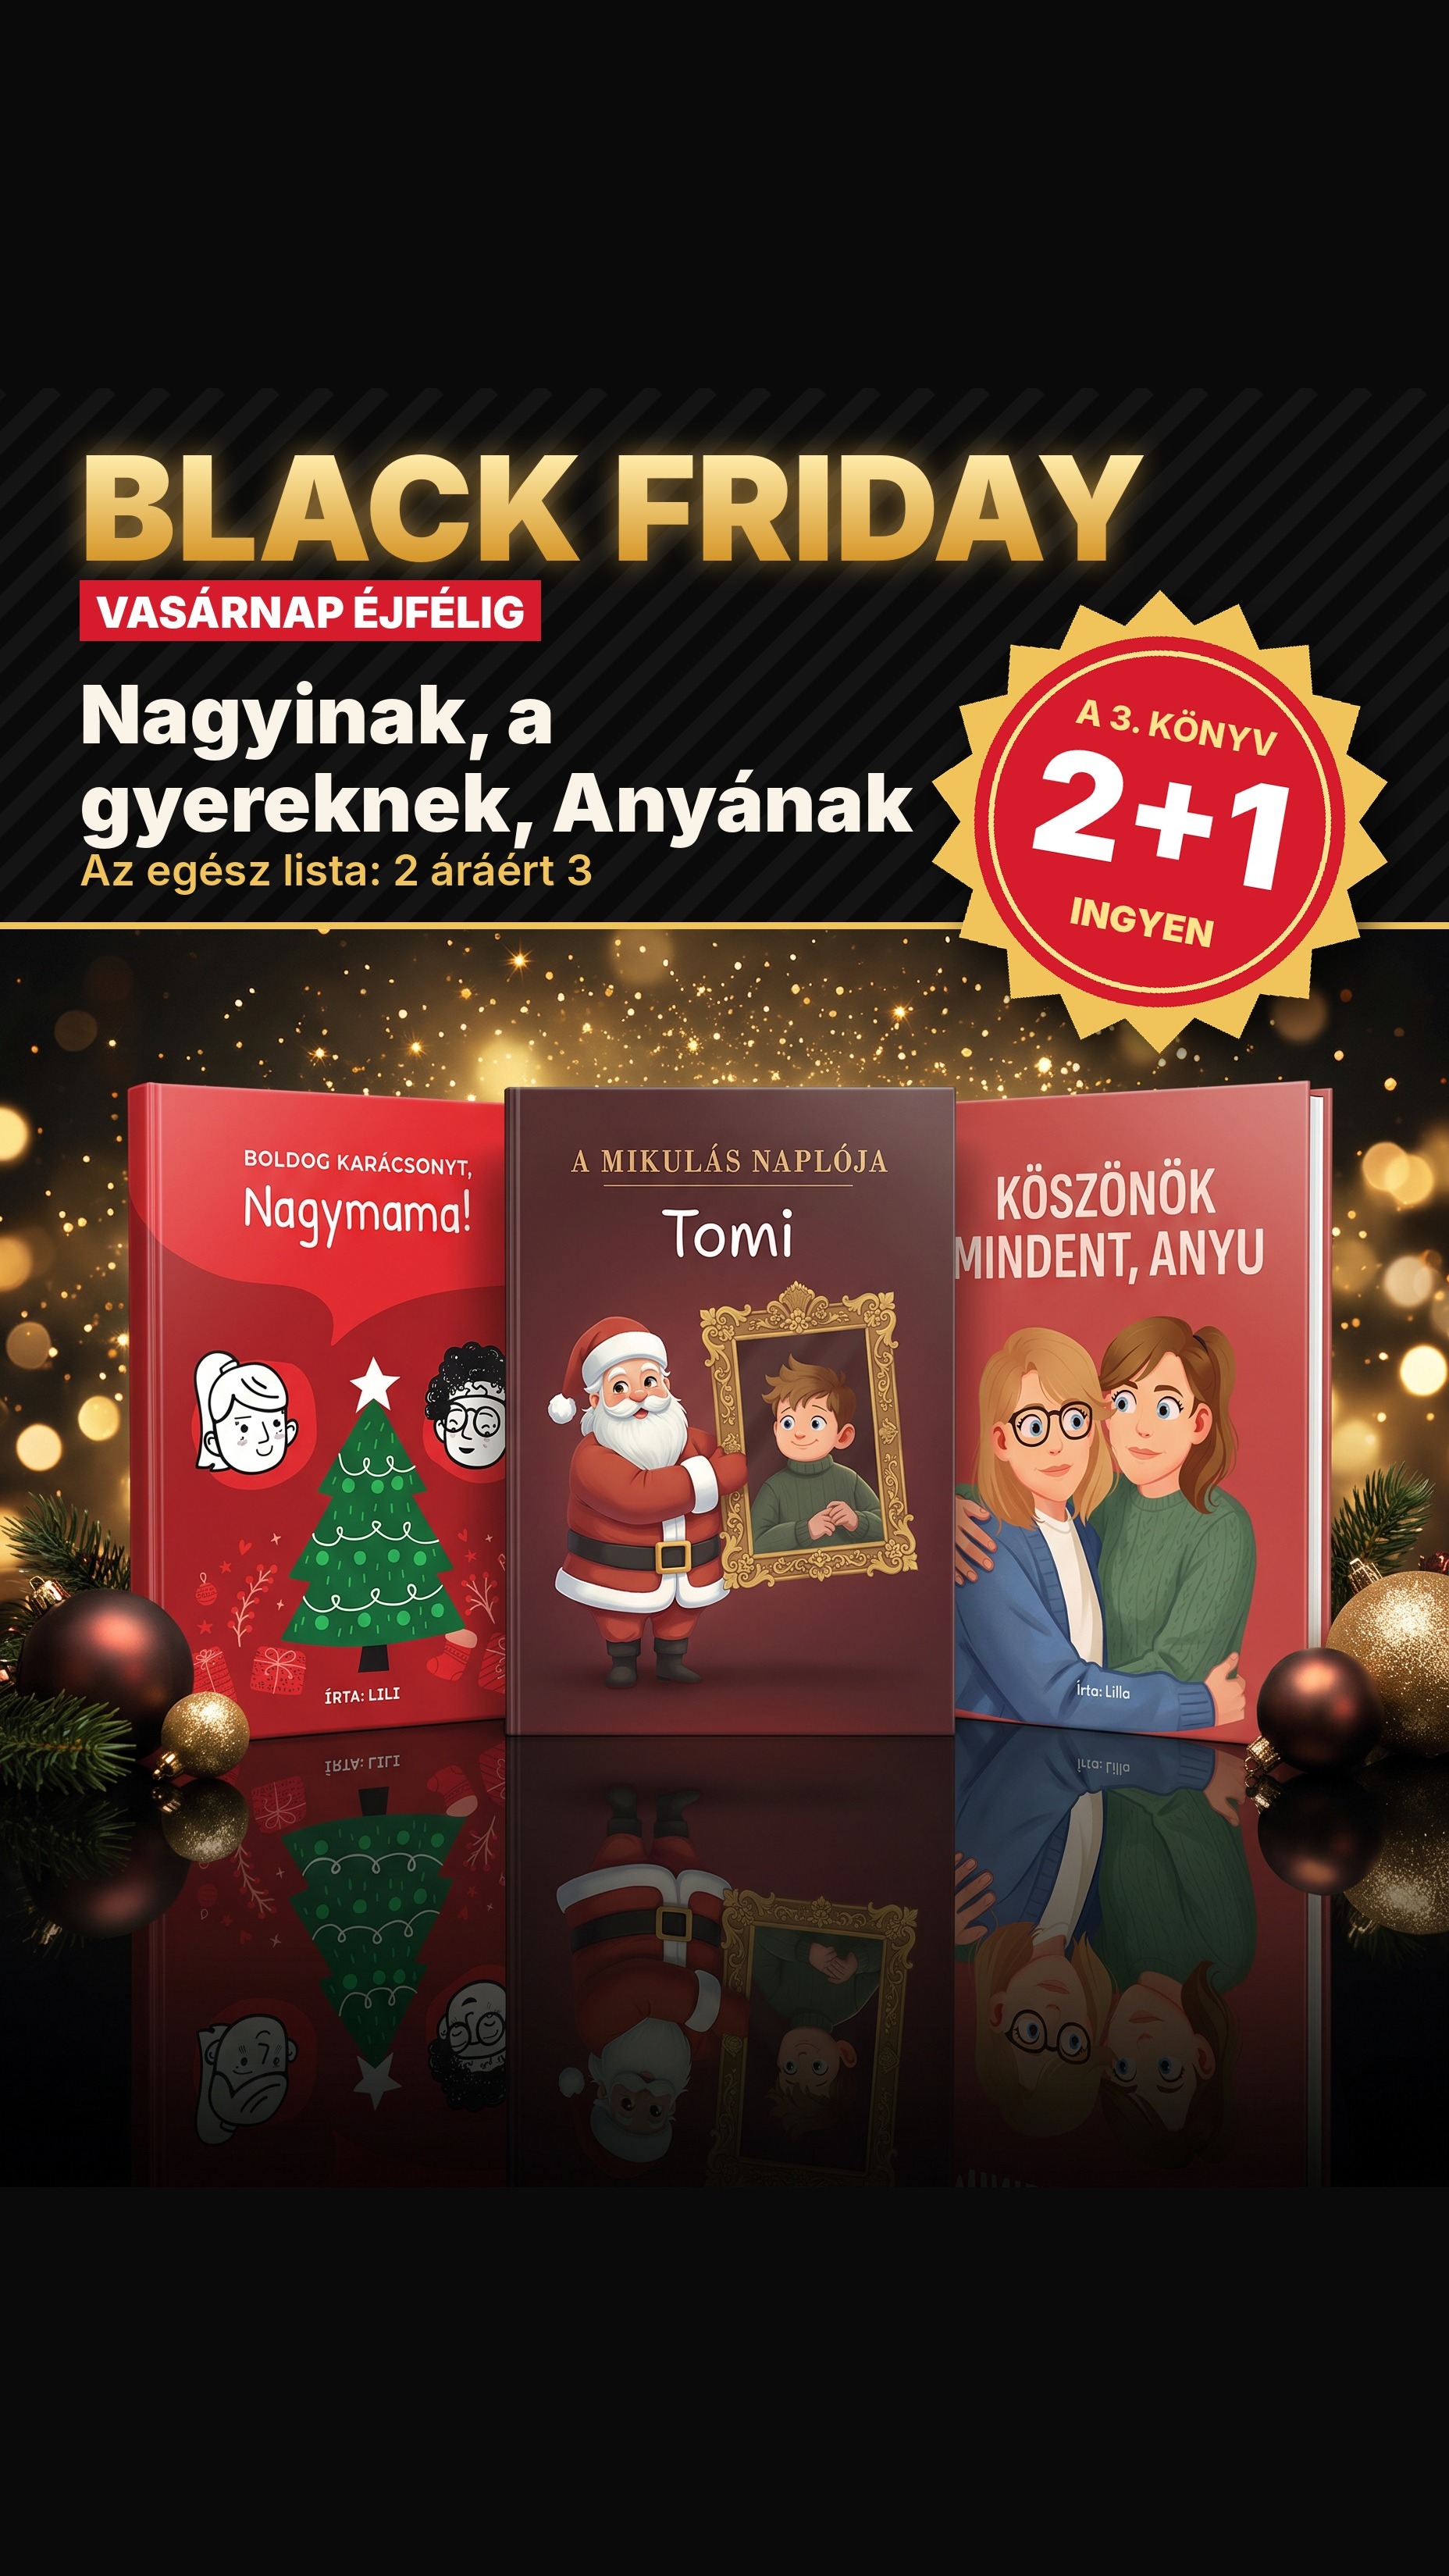 BLACK FRIDAY
VASÁRNAP ÉJFÉLIG
Nagyinak, a
gyereknek, Anyának
Az egész lista: 2 áráért 3
A 3. KÖNYV
2+1
INGYEN
BOLDOG KARÁCSONYT,
Nagymama!
ÍRTA: LILI
A MIKULÁS NAPLÓJA
Tomi
KÖSZÖNÖK
MINDENT, ANYU
Írta: Lilla